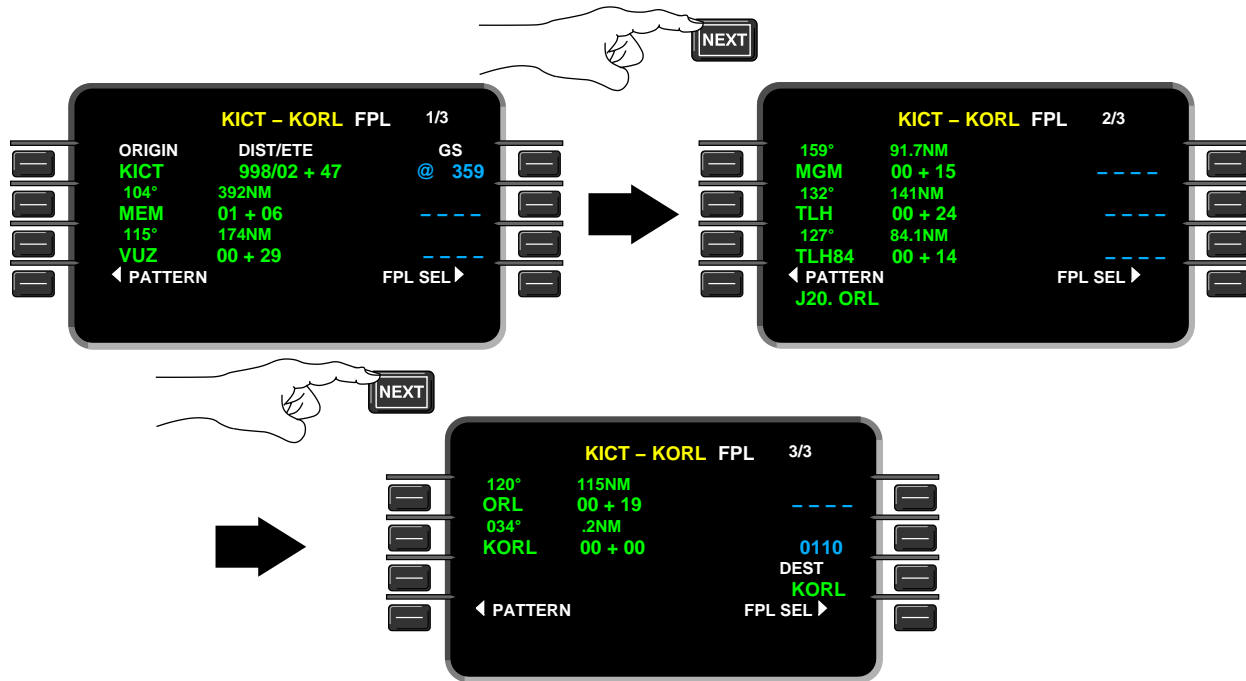 NEXT
KICT – KORL FPL 1/3
ORIGIN DIST/ETE GS
KICT 998/02 + 47 @ 359
104° 392NM
MEM 01 + 06 – – – –
115° 174NM
VUZ 00 + 29 – – – –
PATTERN FPL SEL
KICT – KORL FPL 2/3
159° 91.7NM
MGM 00 + 15 – – – –
132° 141NM
TLH 00 + 24 – – – –
127° 84.1NM
TLH84 00 + 14 – – – –
PATTERN FPL SEL
J20. ORL
NEXT
KICT – KORL FPL 3/3
120° 115NM
ORL 00 + 19 – – – –
034° .2NM
KORL 00 + 00 0110
DEST
KORL
PATTERN FPL SEL